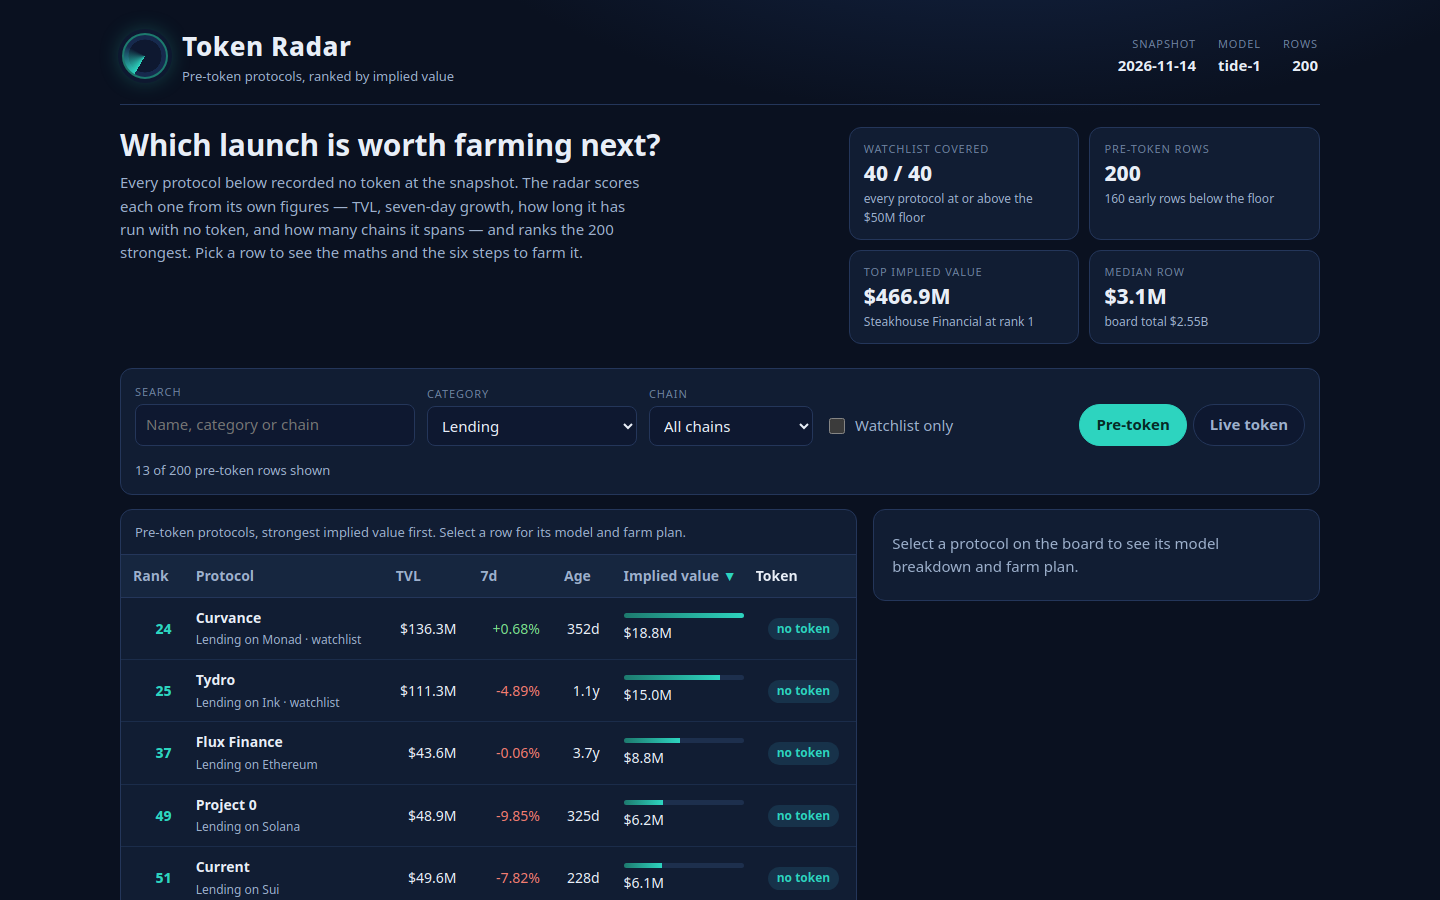 Token Radar
Pre-token protocols, ranked by implied value
SNAPSHOT MODEL ROWS
2026-11-14 tide-1 200
Which launch is worth farming next?
Every protocol below recorded no token at the snapshot. The radar scores
each one from its own figures — TVL, seven-day growth, how long it has
run with no token, and how many chains it spans — and ranks the 200
strongest. Pick a row to see the maths and the six steps to farm it.
WATCHLIST COVERED
40 / 40
every protocol at or above the
$50M floor
PRE-TOKEN ROWS
200
160 early rows below the floor
TOP IMPLIED VALUE
$466.9M
Steakhouse Financial at rank 1
MEDIAN ROW
$3.1M
board total $2.55B
SEARCH
Name, category or chain
CATEGORY
Lending
CHAIN
All chains
Watchlist only
Pre-token
Live token
13 of 200 pre-token rows shown
Pre-token protocols, strongest implied value first. Select a row for its model and farm plan.
Rank Protocol TVL 7d Age Implied value ▼ Token
24 Curvance $136.3M +0.68% 352d $18.8M no token
Lending on Monad · watchlist
25 Tydro $111.3M -4.89% 1.1y $15.0M no token
Lending on Ink · watchlist
37 Flux Finance $43.6M -0.06% 3.7y $8.8M no token
Lending on Ethereum
49 Project 0 $48.9M -9.85% 325d $6.2M no token
Lending on Solana
51 Current $49.6M -7.82% 228d $6.1M no token
Lending on Sui
Select a protocol on the board to see its model
breakdown and farm plan.